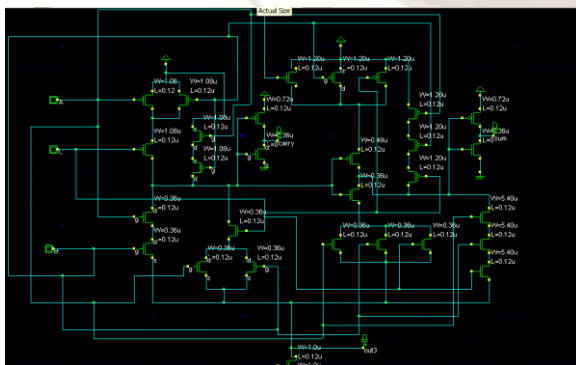 Actual Size
W=1.20u W=1.20u W=1.20u
L=0.12u L=0.12u L=0.12u
W=1.08 W=1.08u
L=0.12 L=0.12u
A
W=0.72u
L=0.12u
W=1.20u
L=0.12u
W=0.72u
L=0.12u
W=1.08u
L=0.12u
W=1.08u
L=0.12u
W=1.08u
L=0.12u
W=0.36u
carry
W=1.20u
L=0.12u
W=0.36u
sum
C
W=0.48u
L=0.12u
W=1.20u
L=0.12u
W=0.36u
L=0.12u
W=0.36u
L=0.12u
W=0.36u
L=0.12u
W=0.36u
L=0.12u
W=0.36u W=0.36u W=0.36u
L=0.12u L=0.12u L=0.12u
W=5.40u
L=0.12u
W=5.40u
L=0.12u
W=5.40u
L=0.12u
W=0.36u W=0.36u
L=0.12u L=0.12u
out3
W=1.0u
L=0.12u
W=1.0u